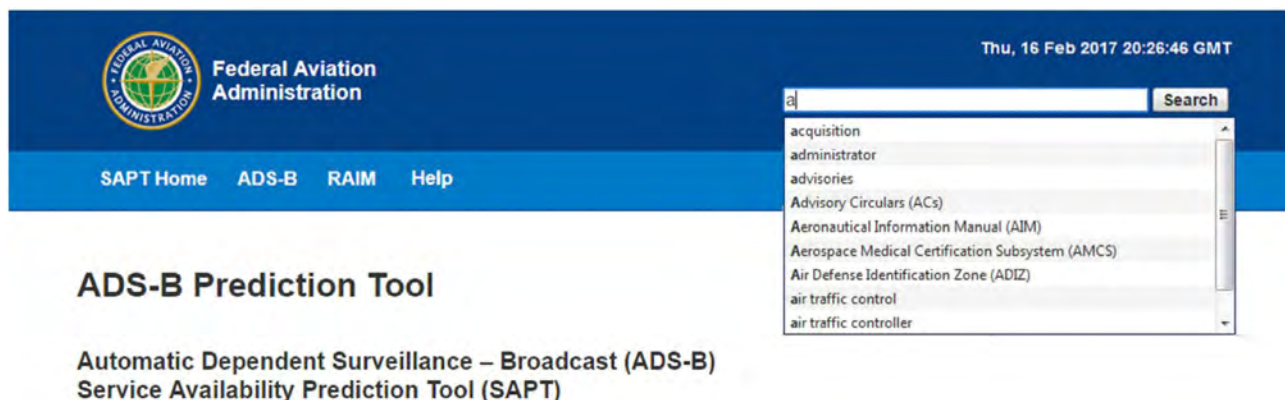 FEDERAL AVIATION
ADMINISTRATION
Federal Aviation
Administration
Thu, 16 Feb 2017 20:26:46 GMT
a
Search
acquisition
administrator
advisories
Advisory Circulars (ACs)
Aeronautical Information Manual (AIM)
Aerospace Medical Certification Subsystem (AMCS)
Air Defense Identification Zone (ADIZ)
air traffic control
air traffic controller
SAPT Home ADS-B RAIM Help
ADS-B Prediction Tool
Automatic Dependent Surveillance – Broadcast (ADS-B)
Service Availability Prediction Tool (SAPT)